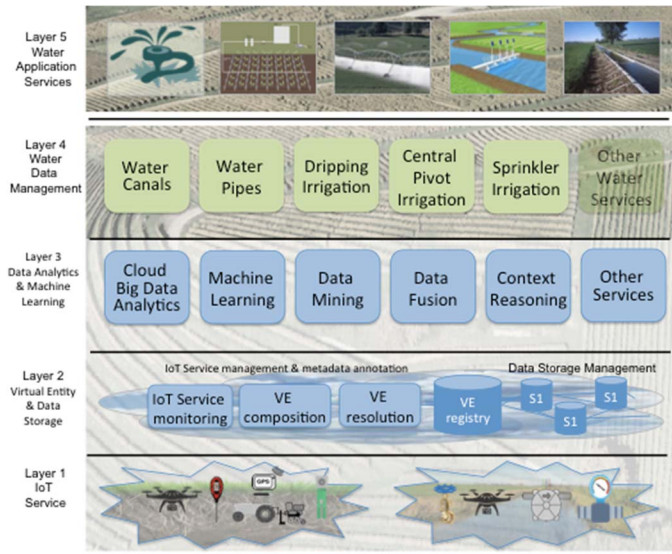 Layer 5
Water
Application
Services
Layer 4
Water
Data
Management
Water
Canals
Water
Pipes
Dripping
Irrigation
Central
Pivot
Irrigation
Sprinkler
Irrigation
Other
Water
Services
Layer 3
Data Analytics
& Machine
Learning
Cloud
Big Data
Analytics
Machine
Learning
Data
Mining
Data
Fusion
Context
Reasoning
Other
Services
Layer 2
Virtual Entity
& Data
Storage
IoT Service management & metadata annotation
Data Storage Management
IoT Service
monitoring
VE
composition
VE
resolution
VE
registry
S1
S1
S1
Layer 1
IoT
Service
GPS